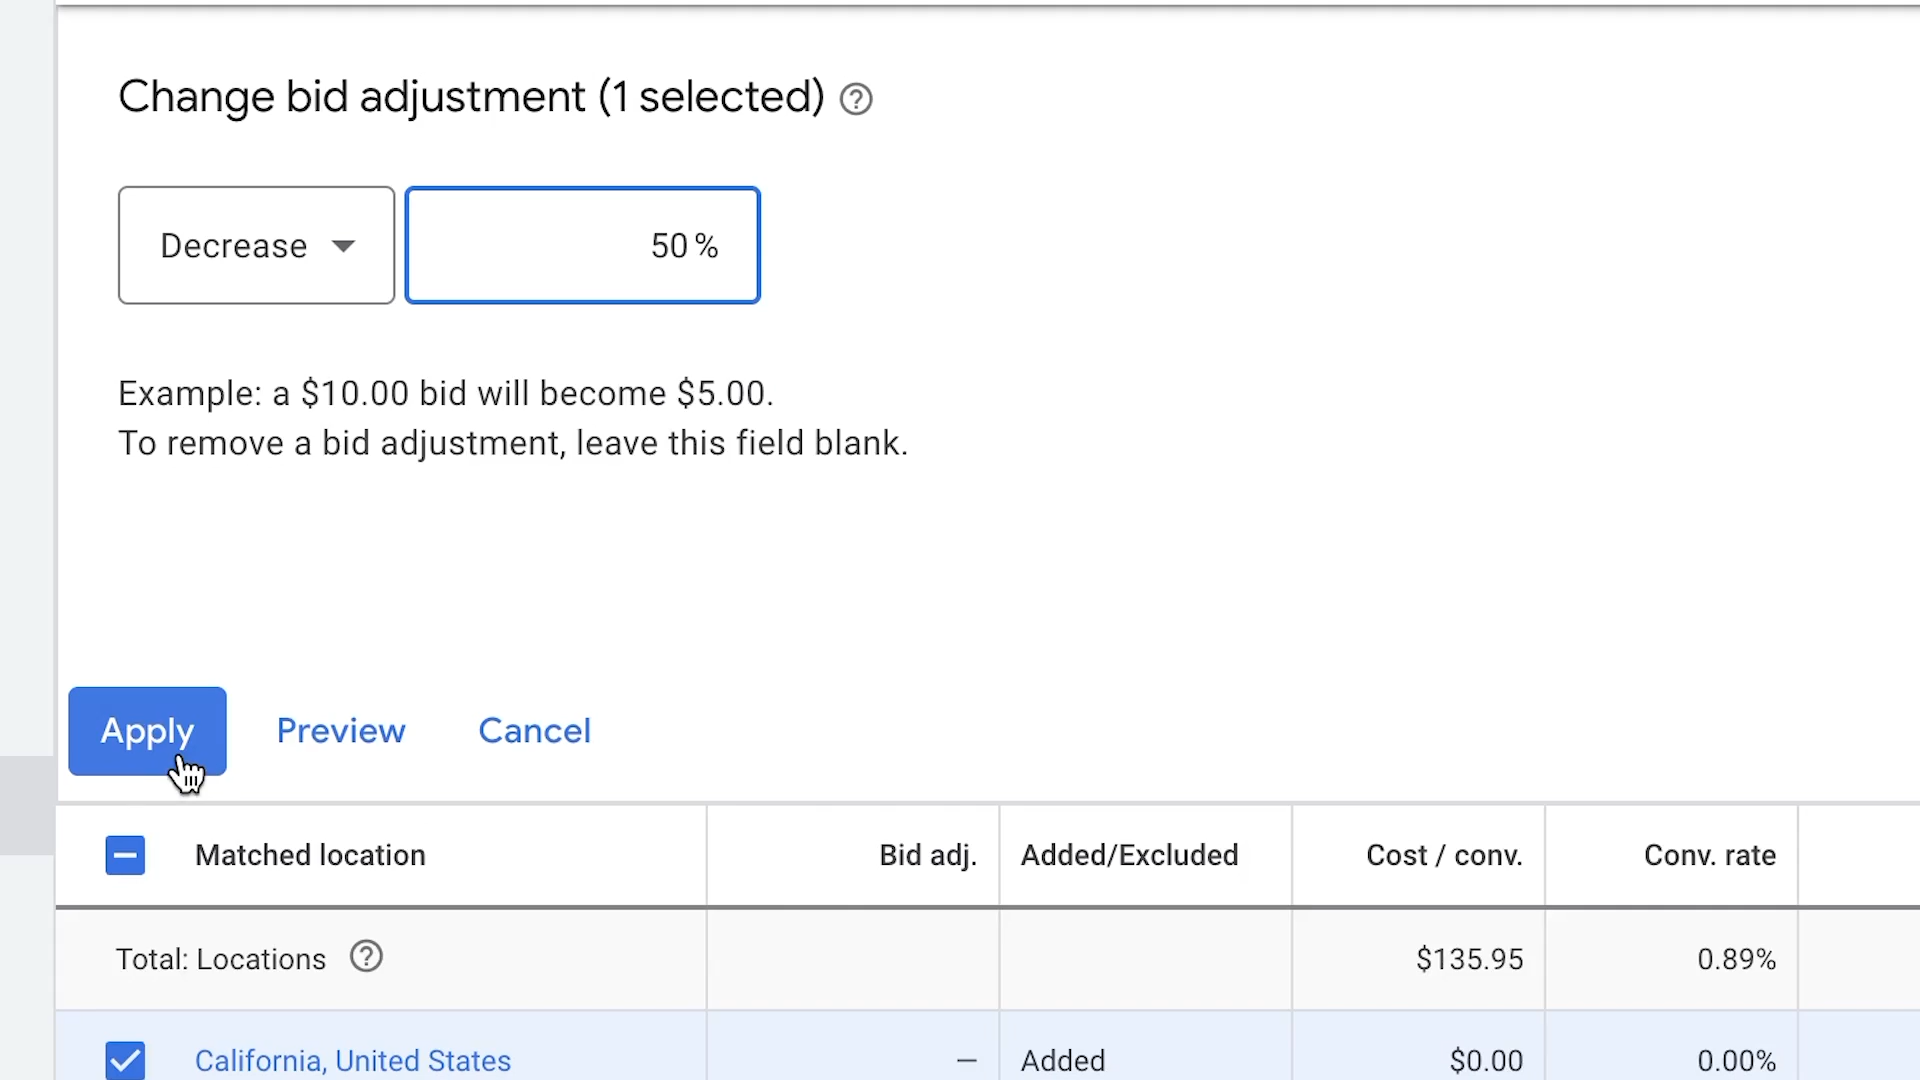 Change bid adjustment (1 selected)
Decrease
50 %
Example: a $10.00 bid will become $5.00.
To remove a bid adjustment, leave this field blank.
Apply Preview Cancel
Matched location Bid adj. Added/Excluded Cost / conv. Conv. rate
Total: Locations $135.95 0.89%
California, United States — Added $0.00 0.00%